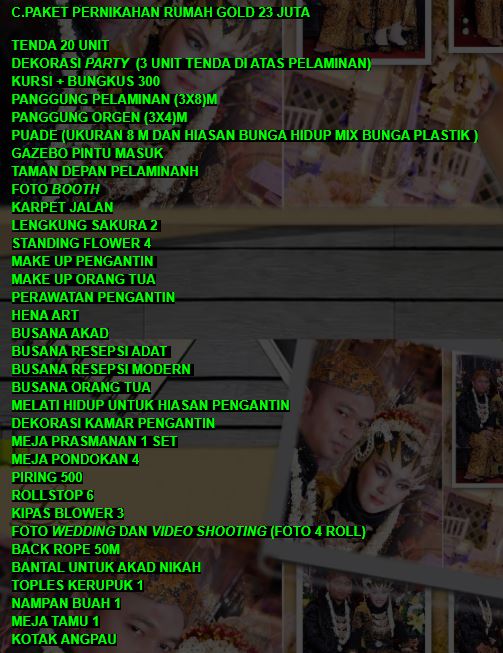 C.PAKET PERNIKAHAN RUMAH GOLD 23 JUTA
TENDA 20 UNIT
DEKORASI PARTY (3 UNIT TENDA DI ATAS PELAMINAN)
KURSI + BUNGKUS 300
PANGGUNG PELAMINAN (3X8)M
PANGGUNG ORGEN (3X4)M
PUADE (UKURAN 8 M DAN HIASAN BUNGA HIDUP MIX BUNGA PLASTIK )
GAZEBO PINTU MASUK
TAMAN DEPAN PELAMINANH
FOTO BOOTH
KARPET JALAN
LENGKUNG SAKURA 2
STANDING FLOWER 4
MAKE UP PENGANTIN
MAKE UP ORANG TUA
PERAWATAN PENGANTIN
HENA ART
BUSANA AKAD
BUSANA RESEPSI ADAT
BUSANA RESEPSI MODERN
BUSANA ORANG TUA
MELATI HIDUP UNTUK HIASAN PENGANTIN
DEKORASI KAMAR PENGANTIN
MEJA PRASMANAN 1 SET
MEJA PONDOKAN 4
PIRING 500
ROLLSTOP 6
KIPAS BLOWER 3
FOTO WEDDING DAN VIDEO SHOOTING (FOTO 4 ROLL)
BACK ROPE 50M
BANTAL UNTUK AKAD NIKAH
TOPLES KERUPUK 1
NAMPAN BUAH 1
MEJA TAMU 1
KOTAK ANGPAU